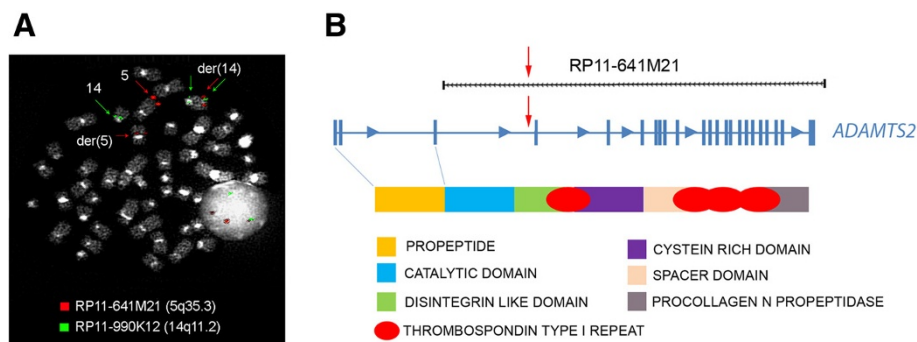 A
5
der(14)
14
der(5)
RP11-641M21 (5q35.3)
RP11-990K12 (14q11.2)
B
RP11-641M21
ADAMTS2
PROPEPTIDE
CATALYTIC DOMAIN
DISINTEGRIN LIKE DOMAIN
THROMBOSPONDIN TYPE I REPEAT
CYSTEIN RICH DOMAIN
SPACER DOMAIN
PROCOLLAGEN N PROPEPTIDASE